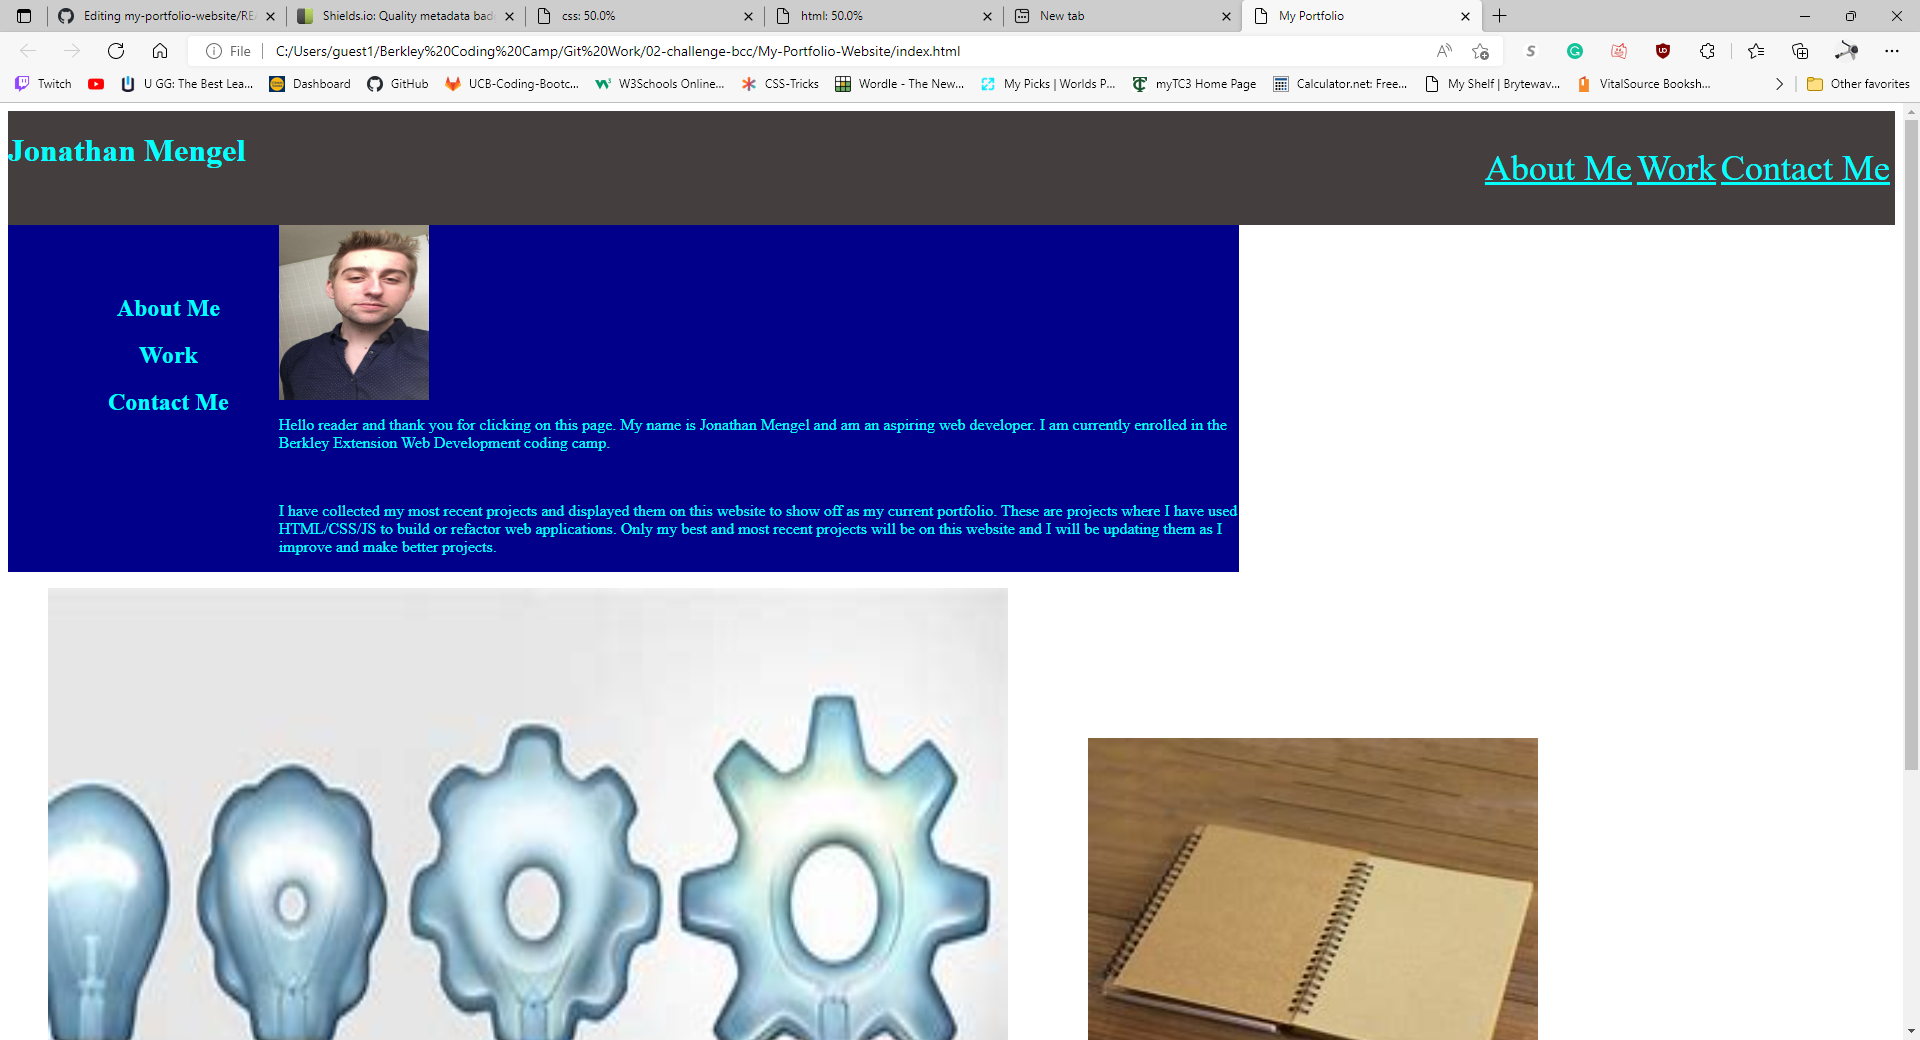 Editing my-portfolio-website/RE
Shields.io: Quality metadata bad
css: 50.0%
html: 50.0%
New tab
My Portfolio
File
C:/Users/guest1/Berkley%20Coding%20Camp/Git%20Work/02-challenge-bcc/My-Portfolio-Website/index.html
Twitch
U GG: The Best Lea...
Dashboard
GitHub
UCB-Coding-Bootc...
W3Schools Online...
CSS-Tricks
Wordle - The New...
My Picks | Worlds P...
myTC3 Home Page
Calculator.net: Free...
My Shelf | Brytewav...
VitalSource Booksh...
Other favorites
Jonathan Mengel
About Me Work Contact Me
About Me
Work
Contact Me
Hello reader and thank you for clicking on this page. My name is Jonathan Mengel and am an aspiring web developer. I am currently enrolled in the
Berkley Extension Web Development coding camp.
I have collected my most recent projects and displayed them on this website to show off as my current portfolio. These are projects where I have used
HTML/CSS/JS to build or refactor web applications. Only my best and most recent projects will be on this website and I will be updating them as I
improve and make better projects.